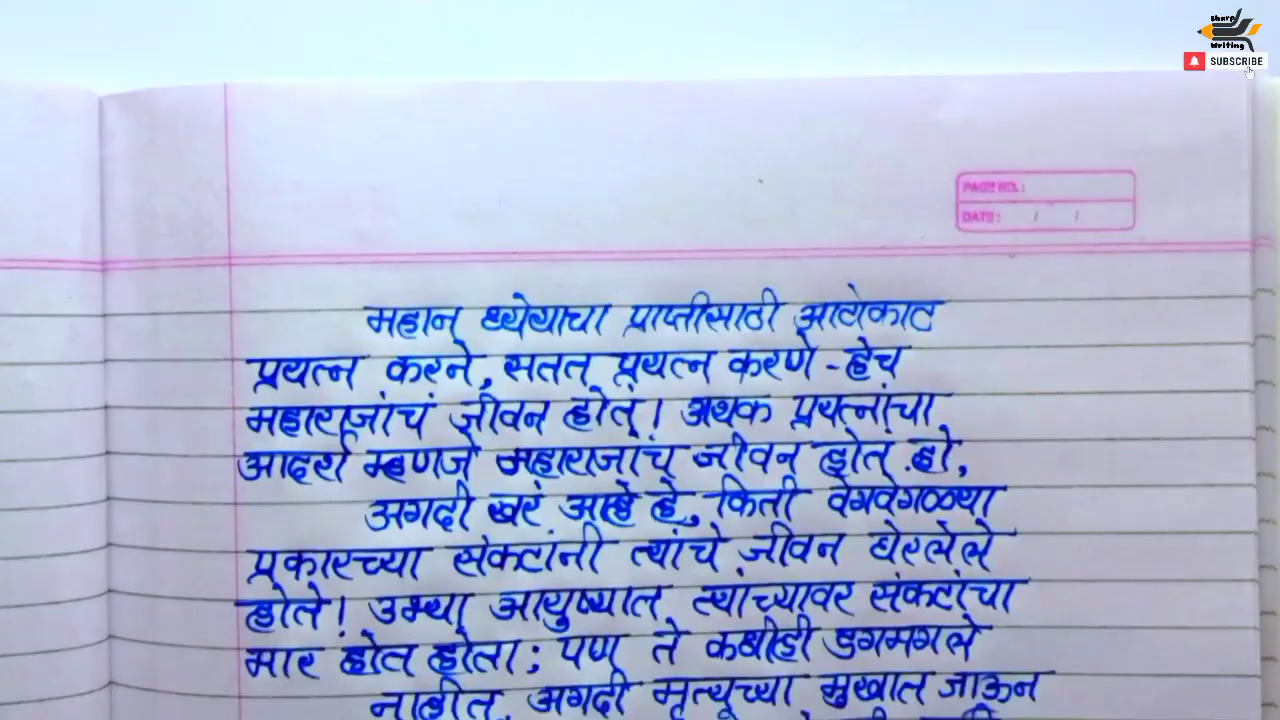 Sharp
Writing
SUBSCRIBE
PAGE NO.:
DATE: / /
महान ध्येयाचा प्राप्तीसाठी आटोकाट
प्रयत्न करने, सतत प्रयत्न करणे - हेच
महाराजांचं जीवन होतं! अथक प्रयत्नांचा
आदर्श म्हणजे महाराजांचं जीवन होतं. हो,
अगदी खरं आहे हे, किती वेगवेगळ्या
प्रकारच्या संकटांनी त्यांचे जीवन घेरलेले
होते! उभ्या आयुष्यात त्यांच्यावर संकटांचा
मार होत होता; पण ते कधीही डगमगले
नाहीत. अगदी मृत्यूच्या मुखात जाऊन